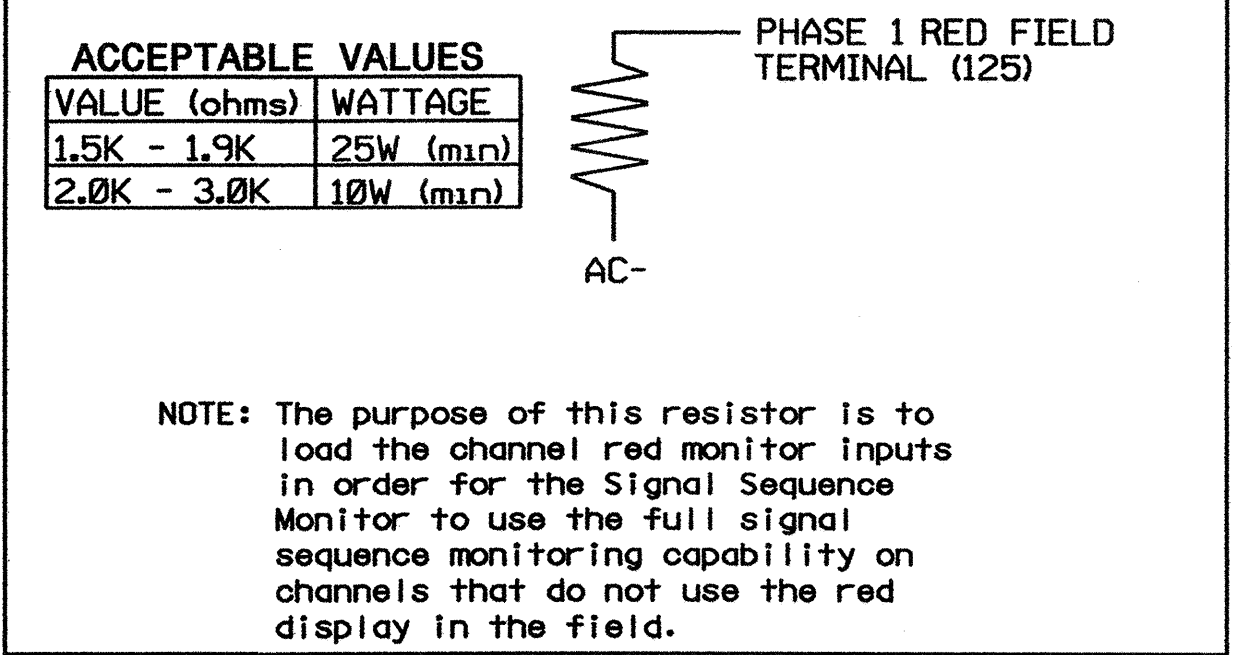 ACCEPTABLE VALUES
VALUE (ohms) WATTAGE
1.5K - 1.9K 25W (min)
2.0K - 3.0K 10W (min)
PHASE 1 RED FIELD
TERMINAL (125)
AC-
NOTE: The purpose of this resistor is to
load the channel red monitor inputs
in order for the Signal Sequence
Monitor to use the full signal
sequence monitoring capability on
channels that do not use the red
display in the field.